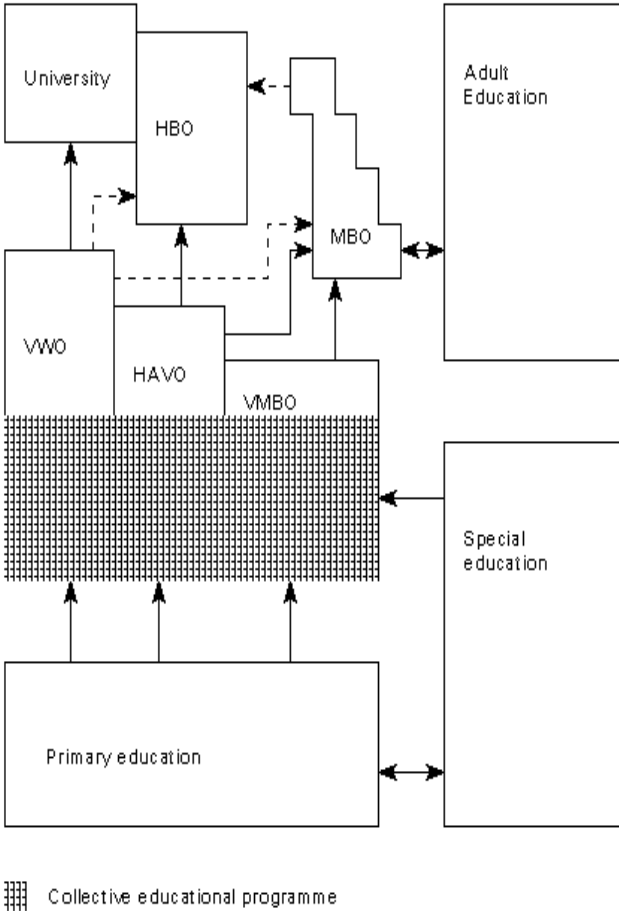 University
HBO
Adult
Education
MBO
VWO
HAVO
VMBO
Special
education
Primary education
Collective educational programme